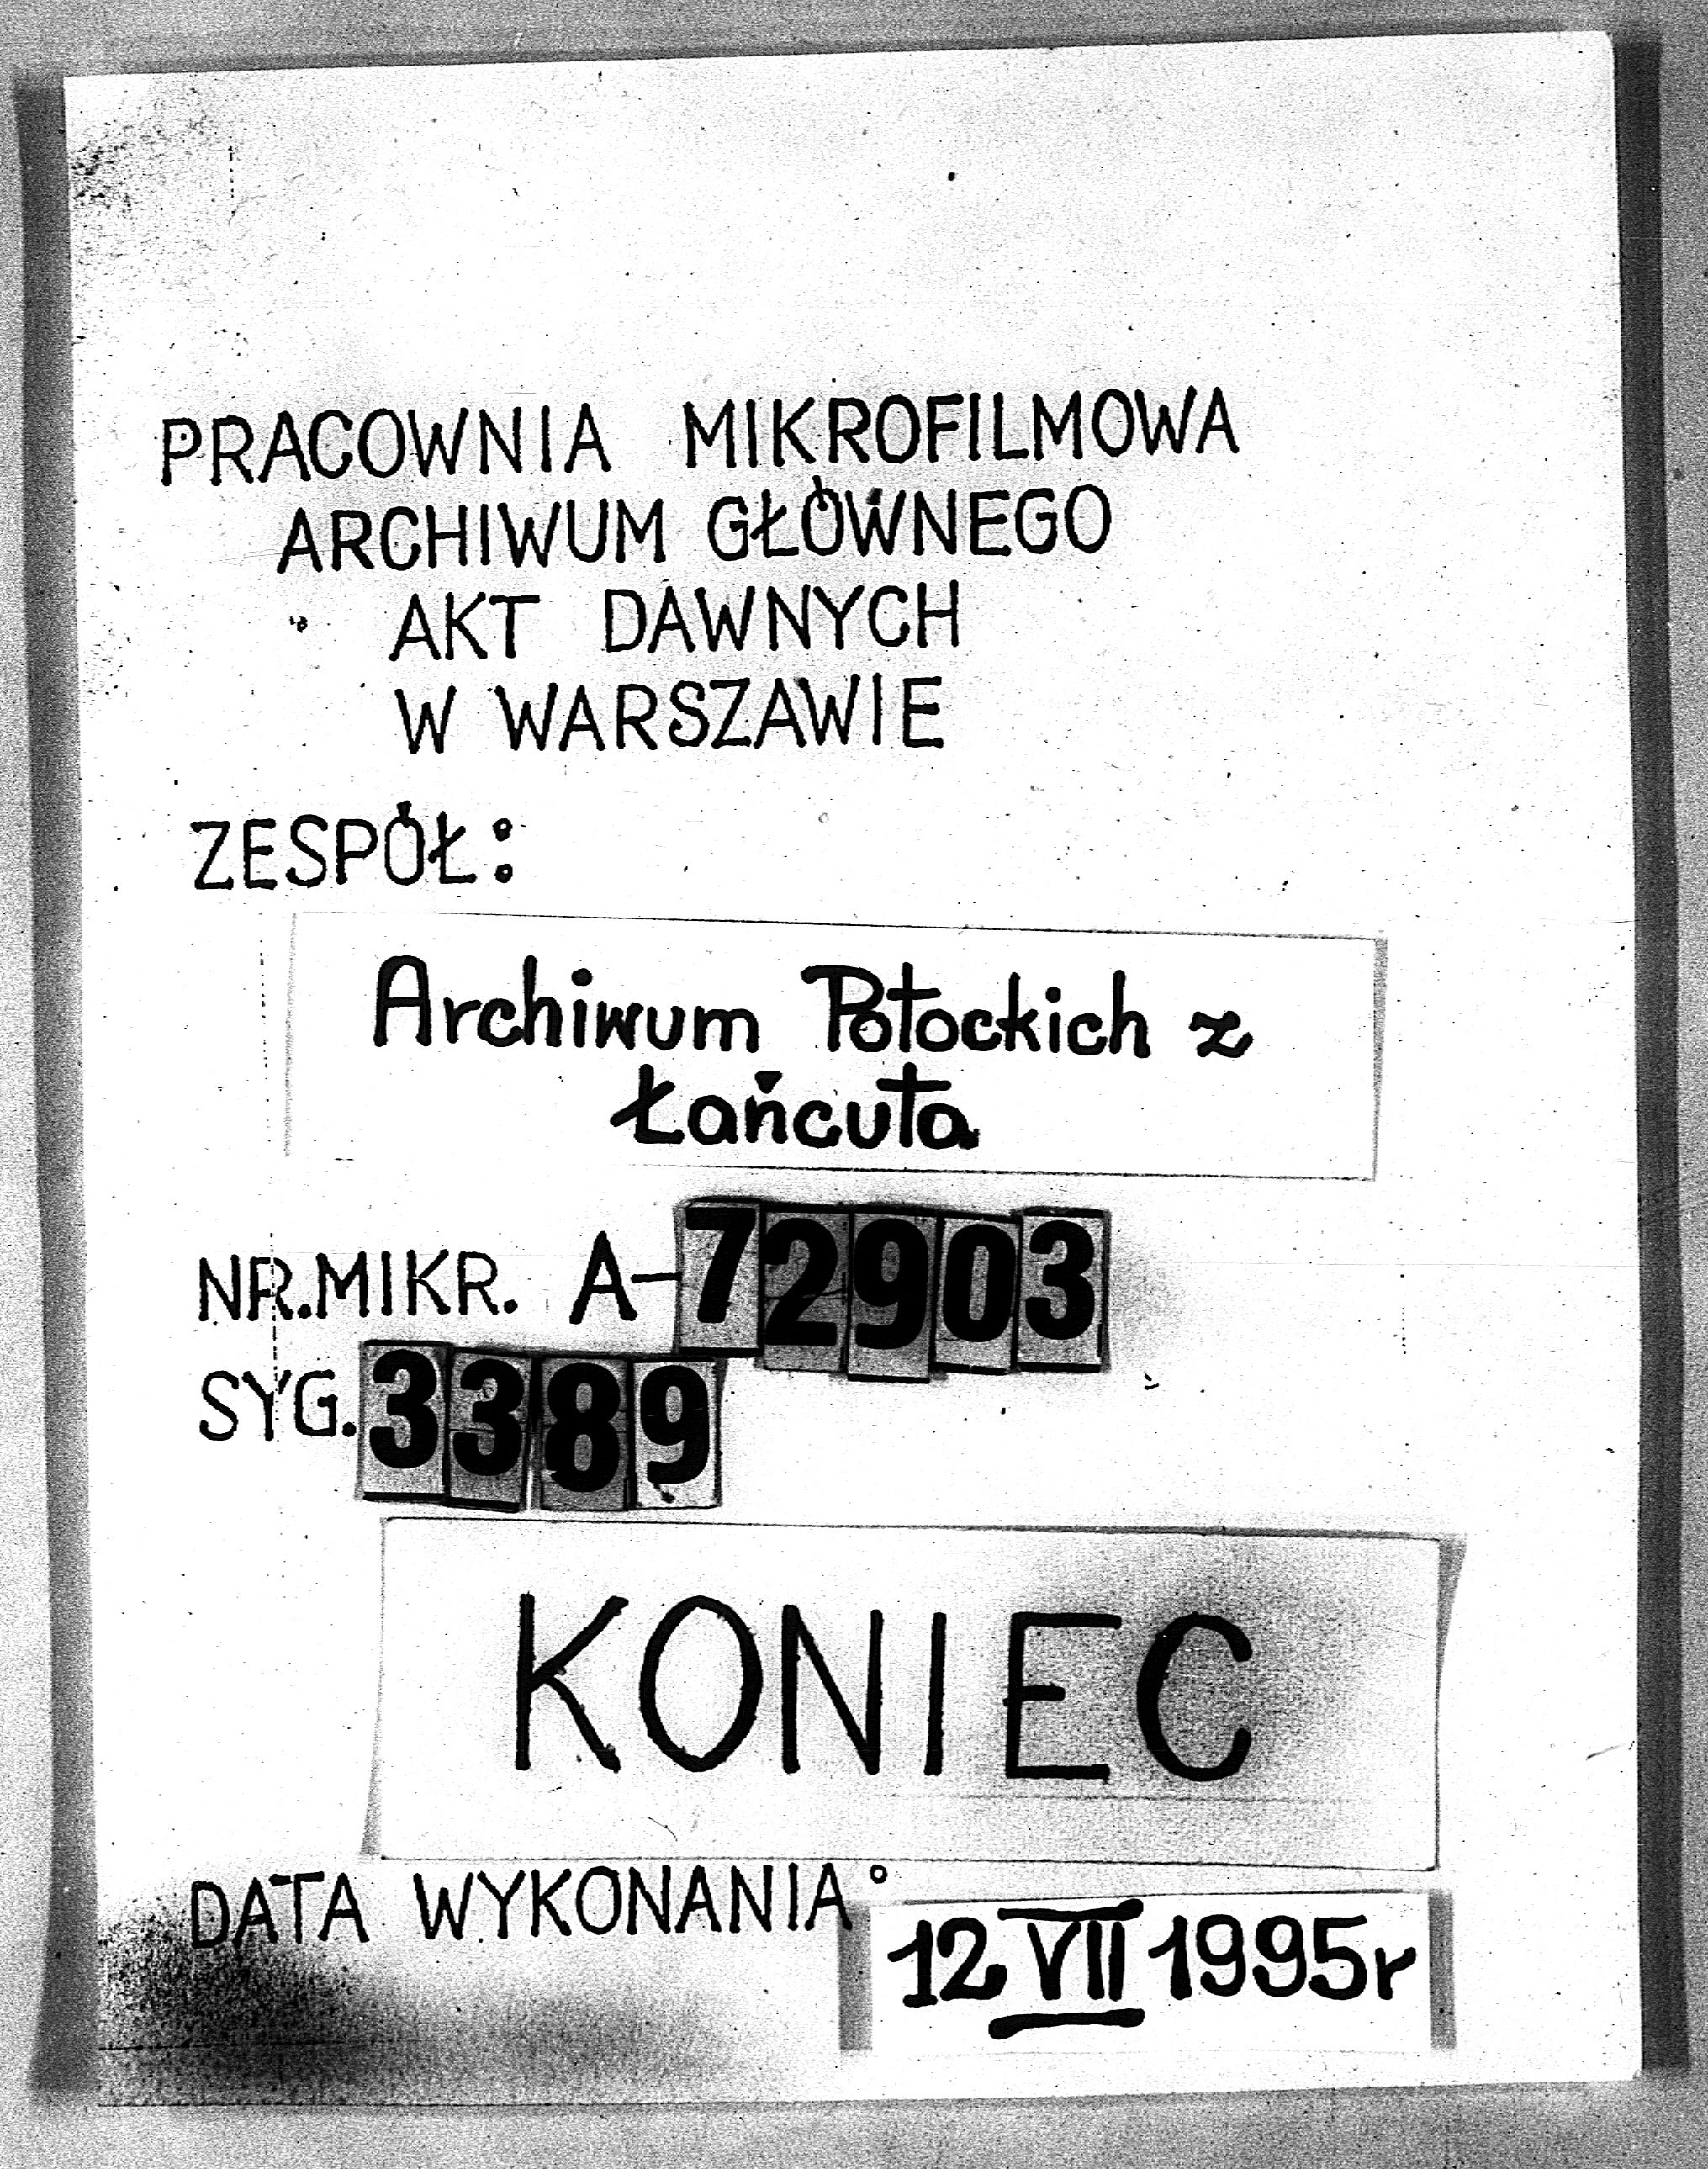 PRACOWNIA MIKROFILMOWA
ARCHIWUM GŁÓWNEGO
AKT DAWNYCH
W WARSZAWIE
ZESPÓŁ:
Archiwum Potockich z
Łańcuta
NR.MIKR. A-72903
SYG. 3389
KONIEC
DATA WYKONANIA:
12 VII 1995r